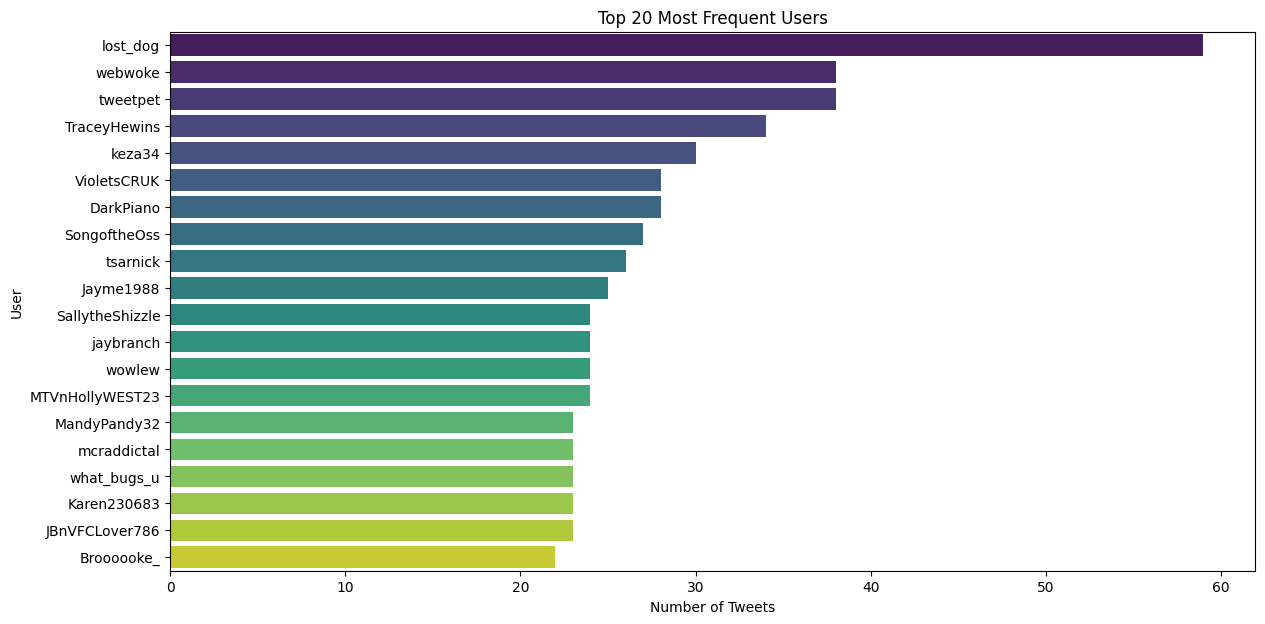 Top 20 Most Frequent Users
lost_dog
webwoke
tweetpet
TraceyHewins
keza34
VioletsCRUK
DarkPiano
SongoftheOss
tsarnick
Jayme1988
SallytheShizzle
jaybranch
wowlew
MTVnHollyWEST23
MandyPandy32
mcraddictal
what_bugs_u
Karen230683
JBnVFCLover786
Broooooke_
User
0 10 20 30 40 50 60
Number of Tweets